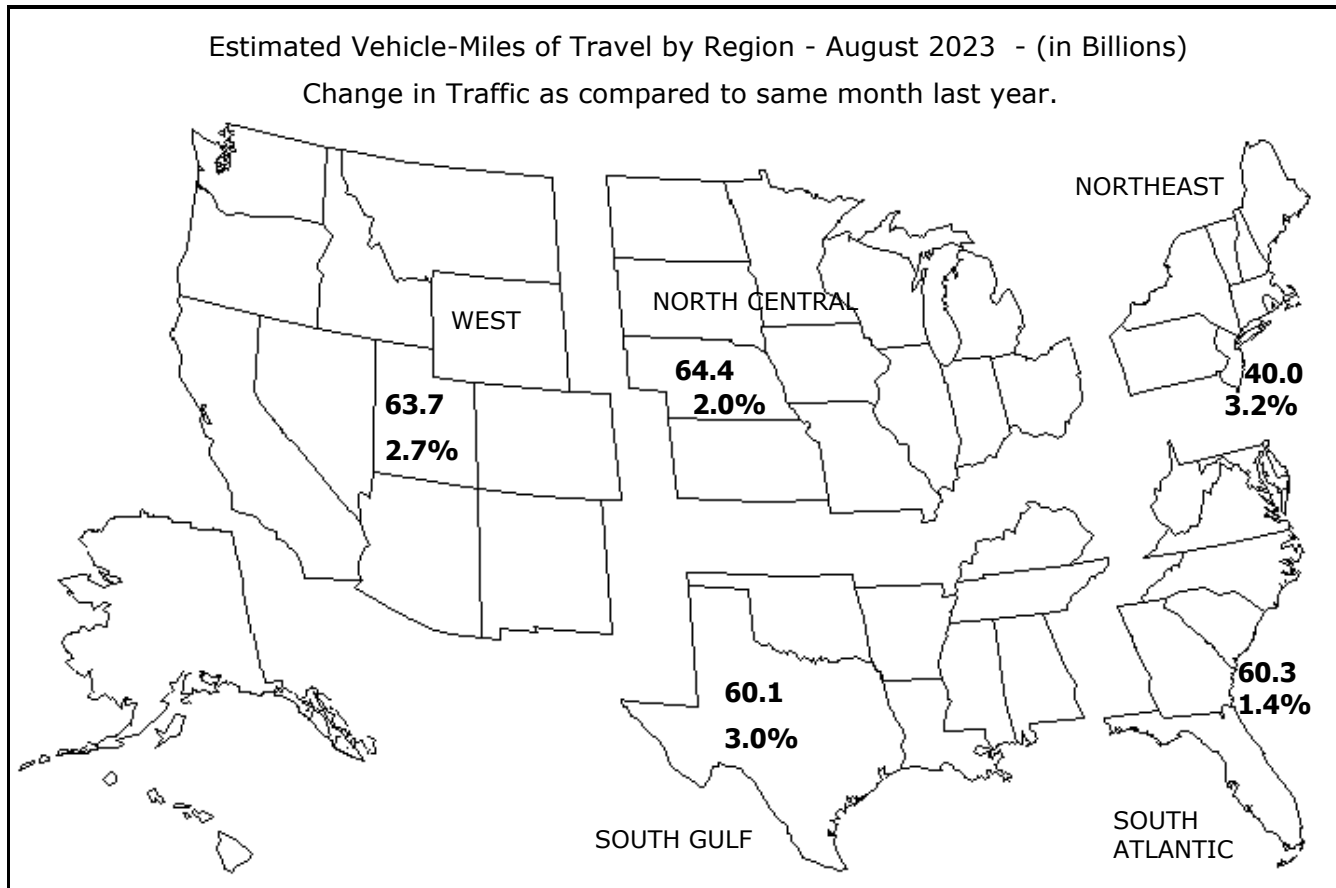 Estimated Vehicle-Miles of Travel by Region - August 2023 - (in Billions)
Change in Traffic as compared to same month last year.
NORTHEAST
WEST
NORTH CENTRAL
63.7
2.7%
64.4
2.0%
40.0
3.2%
60.1
3.0%
SOUTH GULF
60.3
1.4%
SOUTH
ATLANTIC